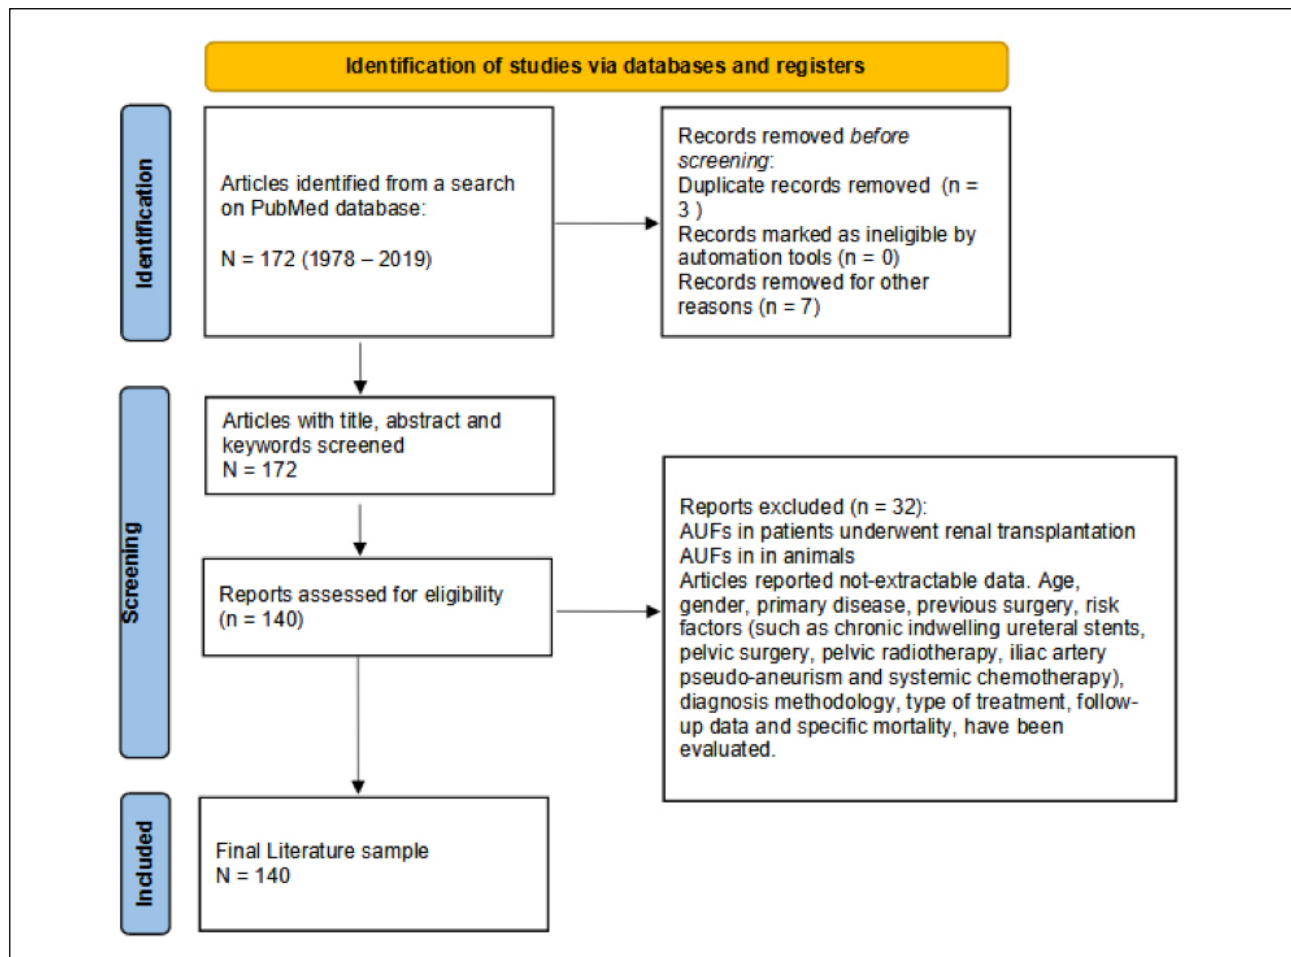 Identification of studies via databases and registers
Identification
Articles identified from a search
on PubMed database:
N = 172 (1978 – 2019)
Records removed before
screening:
Duplicate records removed  (n =
3 )
Records marked as ineligible by
automation tools (n = 0)
Records removed for other
reasons (n = 7)
Screening
Articles with title, abstract and
keywords screened
N = 172
Reports assessed for eligibility
(n = 140)
Reports excluded (n = 32):
AUFs in patients underwent renal transplantation
AUFs in in animals
Articles reported not-extractable data. Age,
gender, primary disease, previous surgery, risk
factors (such as chronic indwelling ureteral stents,
pelvic surgery, pelvic radiotherapy, iliac artery
pseudo-aneurism and systemic chemotherapy),
diagnosis methodology, type of treatment, follow-
up data and specific mortality, have been
evaluated.
Included
Final Literature sample
N = 140